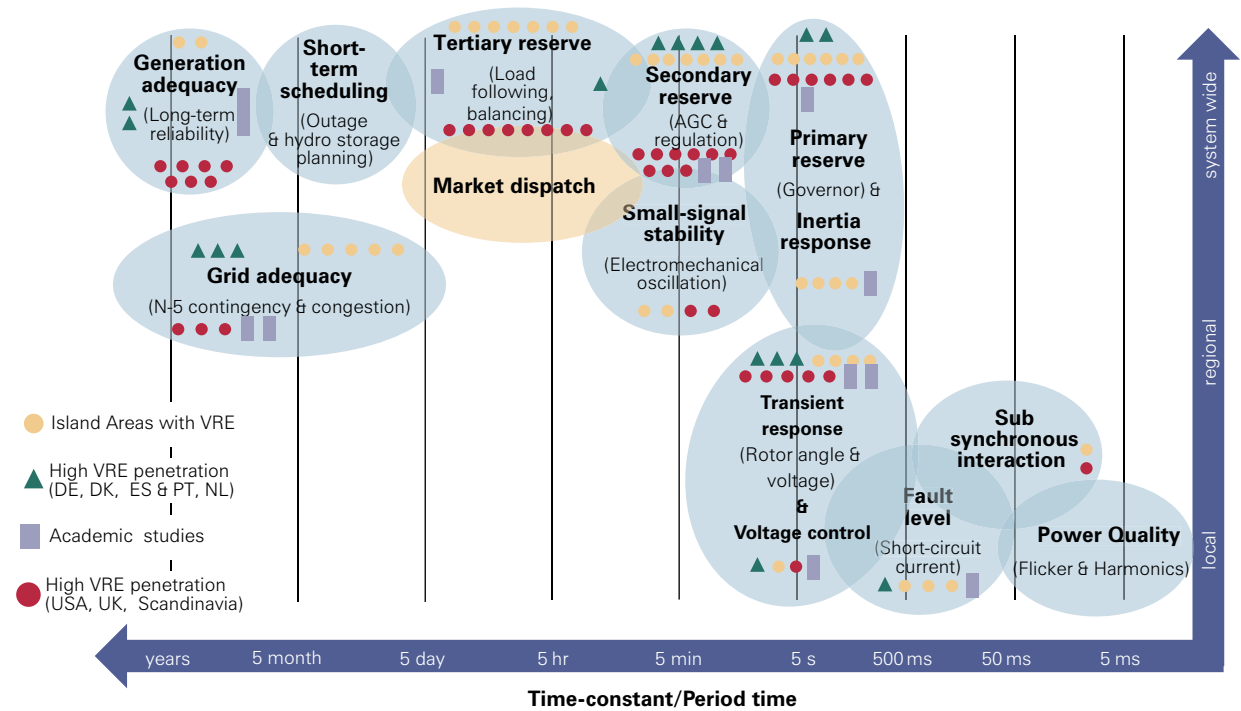 Generation
adequacy
(Long-term
reliability)
Short-
term
scheduling
(Outage
& hydro storage
planning)
Tertiary reserve
(Load
following,
balancing)
Market dispatch
Secondary
reserve
(AGC &
regulation)
Small-signal
stability
(Electromechanical
oscillation)
Primary
reserve
(Governor) &
Inertia
response
Grid adequacy
(N-5 contingency & congestion)
Transient
response
(Rotor angle &
voltage)
&
Voltage control
Sub
synchronous
interaction
Fault
level
(Short-circuit
current)
Power Quality
(Flicker & Harmonics)
Island Areas with VRE
High VRE penetration
(DE, DK, ES & PT, NL)
Academic studies
High VRE penetration
(USA, UK, Scandinavia)
system wide
regional
local
years 5 month 5 day 5 hr 5 min 5 s 500 ms 50 ms 5 ms
Time-constant/Period time